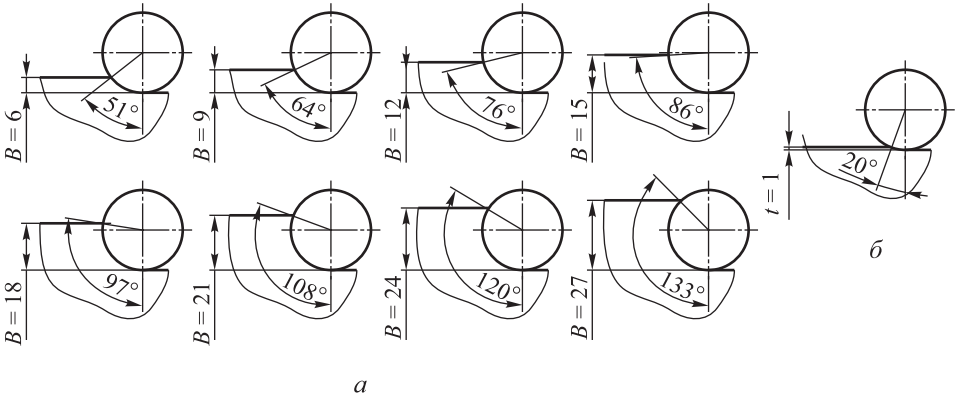 B = 6
51°
B = 9
64°
B = 12
76°
B = 15
86°
t = 1
20°
б
B = 18
97°
B = 21
108°
B = 24
120°
B = 27
133°
а